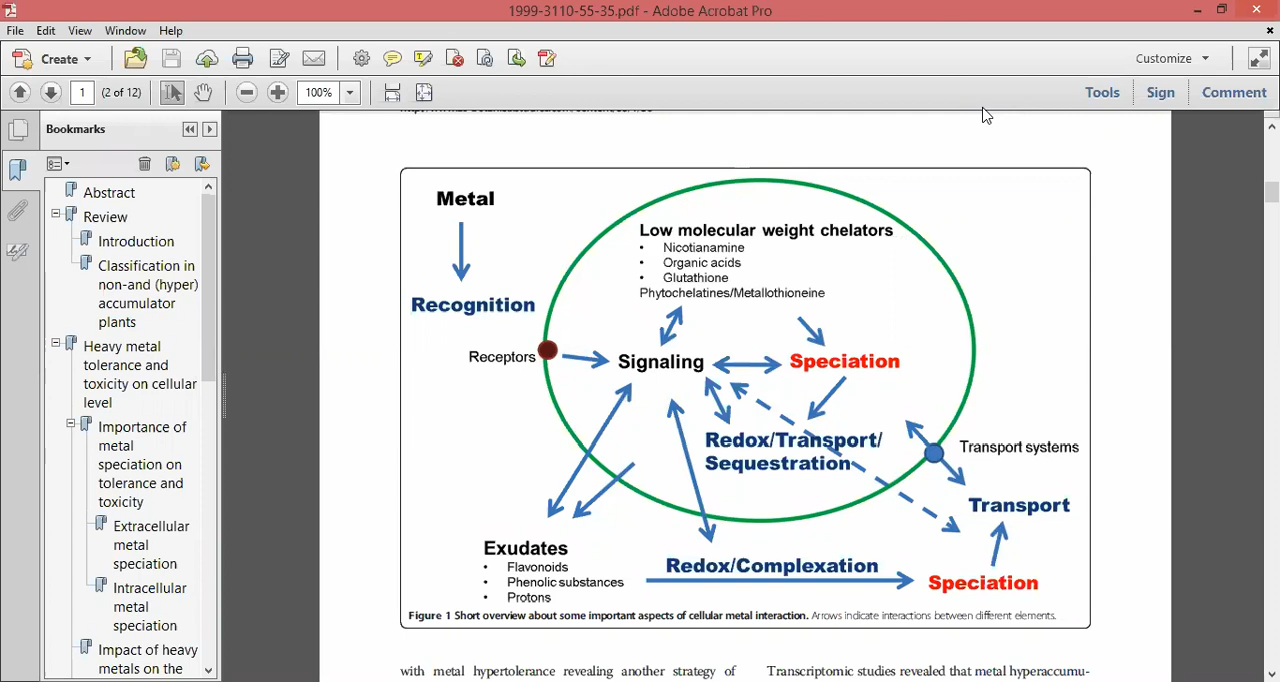 1999-3110-55-35.pdf - Adobe Acrobat Pro
File Edit View Window Help
Create
Customize
1 (2 of 12) 100%
Tools Sign Comment
Bookmarks
Abstract
Review
Introduction
Classification in
non-and (hyper)
accumulator
plants
Heavy metal
tolerance and
toxicity on cellular
level
Importance of
metal
speciation on
tolerance and
toxicity
Extracellular
metal
speciation
Intracellular
metal
speciation
Impact of heavy
metals on the
Metal
Recognition
Receptors
Low molecular weight chelators
• Nicotianamine
• Organic acids
• Glutathione
Phytochelatines/Metallothioneine
Signaling
Speciation
Redox/Transport/
Sequestration
Transport systems
Transport
Exudates
• Flavonoids
• Phenolic substances
• Protons
Redox/Complexation
Speciation
Figure 1 Short overview about some important aspects of cellular metal interaction. Arrows indicate interactions between different elements.
with metal hypertolerance revealing another strategy of
Transcriptomic studies revealed that metal hyperaccumu-